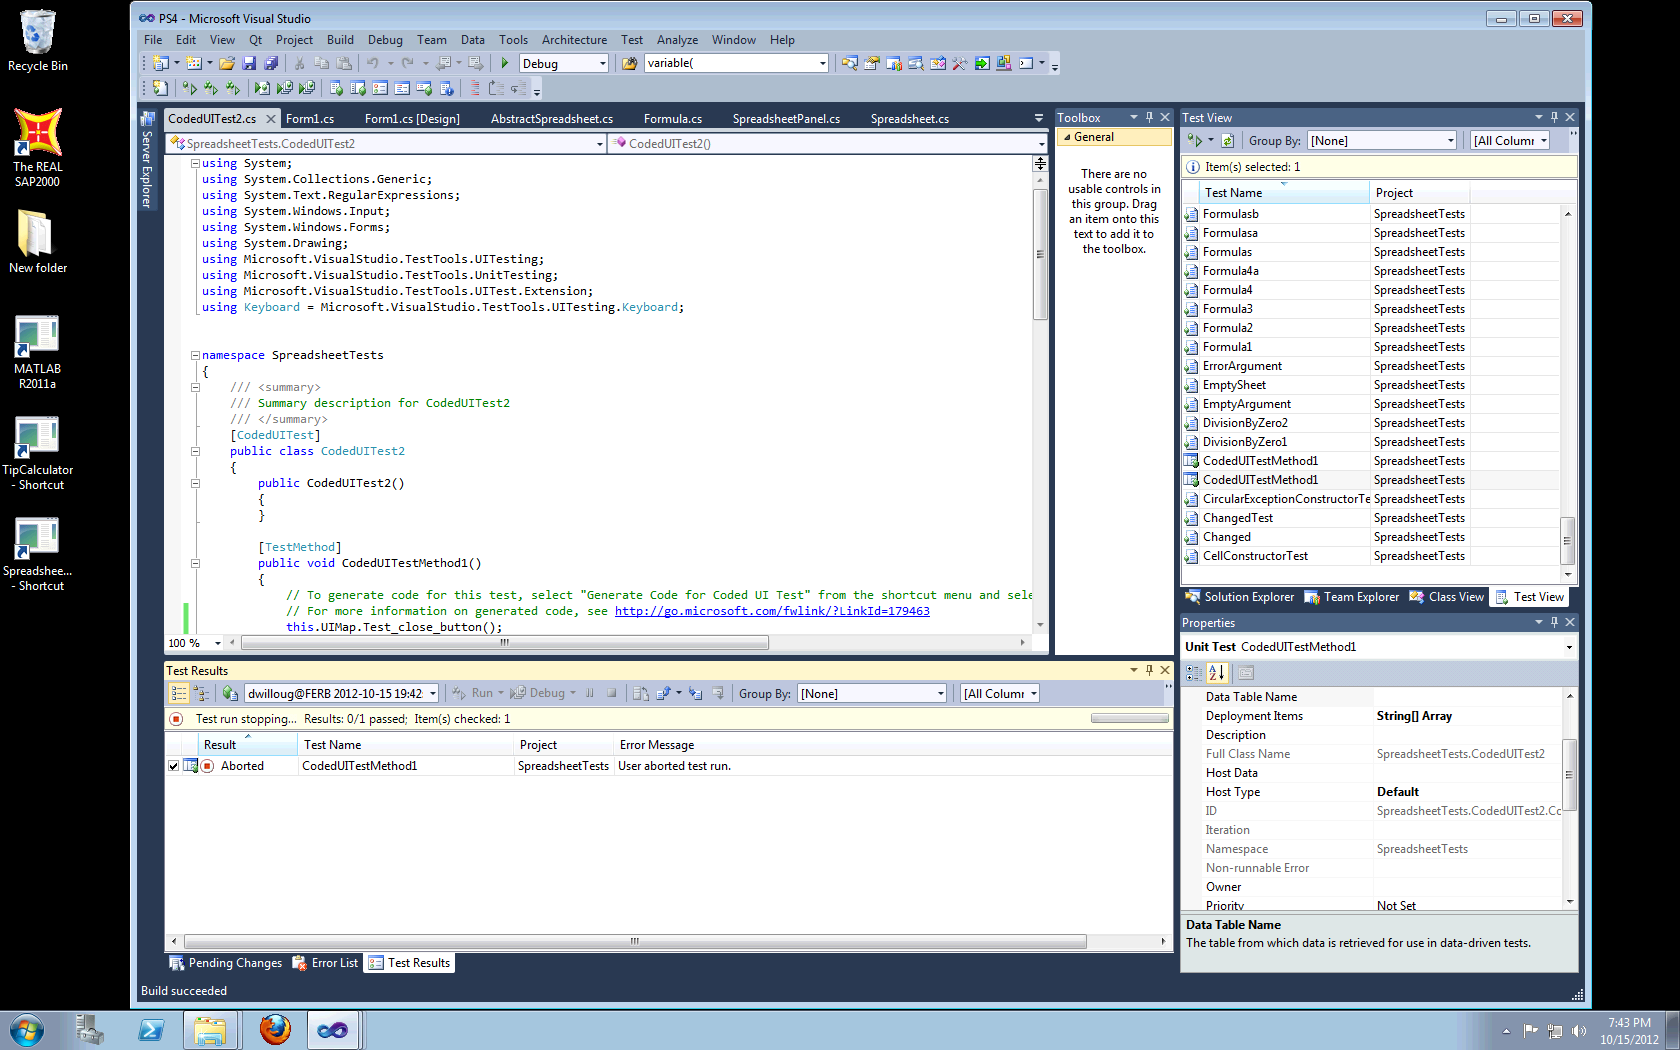 Recycle Bin
The REAL
SAP2000
New folder
MATLAB
R2011a
TipCalculator
- Shortcut
Spreadshee...
- Shortcut
PS4 - Microsoft Visual Studio
File Edit View Qt Project Build Debug Team Data Tools Architecture Test Analyze Window Help
Debug variable(
Server Explorer
CodedUITest2.cs Form1.cs Form1.cs [Design] AbstractSpreadsheet.cs Formula.cs SpreadsheetPanel.cs Spreadsheet.cs
SpreadsheetTests.CodedUITest2 CodedUITest2()
using System;
using System.Collections.Generic;
using System.Text.RegularExpressions;
using System.Windows.Input;
using System.Windows.Forms;
using System.Drawing;
using Microsoft.VisualStudio.TestTools.UITesting;
using Microsoft.VisualStudio.TestTools.UnitTesting;
using Microsoft.VisualStudio.TestTools.UITest.Extension;
using Keyboard = Microsoft.VisualStudio.TestTools.UITesting.Keyboard;
namespace SpreadsheetTests
{
/// <summary>
/// Summary description for CodedUITest2
/// </summary>
[CodedUITest]
public class CodedUITest2
{
public CodedUITest2()
{
}
[TestMethod]
public void CodedUITestMethod1()
{
// To generate code for this test, select "Generate Code for Coded UI Test" from the shortcut menu and sele
// For more information on generated code, see http://go.microsoft.com/fwlink/?LinkId=179463
this.UIMap.Test_close_button();
100 %
Toolbox
General
There are no
usable controls in
this group. Drag
an item onto this
text to add it to
the toolbox.
Test View
Group By: [None] [All Column
Item(s) selected: 1
Test Name Project
Formulasb SpreadsheetTests
Formulasa SpreadsheetTests
Formulas SpreadsheetTests
Formula4a SpreadsheetTests
Formula4 SpreadsheetTests
Formula3 SpreadsheetTests
Formula2 SpreadsheetTests
Formula1 SpreadsheetTests
ErrorArgument SpreadsheetTests
EmptySheet SpreadsheetTests
EmptyArgument SpreadsheetTests
DivisionByZero2 SpreadsheetTests
DivisionByZero1 SpreadsheetTests
CodedUITestMethod1 SpreadsheetTests
CodedUITestMethod1 SpreadsheetTests
CircularExceptionConstructorTe SpreadsheetTests
ChangedTest SpreadsheetTests
Changed SpreadsheetTests
CellConstructorTest SpreadsheetTests
Solution Explorer Team Explorer Class View Test View
Properties
Unit Test CodedUITestMethod1
Data Table Name
Deployment Items String[] Array
Description
Full Class Name SpreadsheetTests.CodedUITest2
Host Data
Host Type Default
ID SpreadsheetTests.CodedUITest2.Cc
Iteration
Namespace SpreadsheetTests
Non-runnable Error
Owner
Priority Not Set
Data Table Name
The table from which data is retrieved for use in data-driven tests.
Test Results
dwilloug@FERB 2012-10-15 19:42: Run Debug Group By: [None] [All Column
Test run stopping... Results: 0/1 passed; Item(s) checked: 1
Result Test Name Project Error Message
Aborted CodedUITestMethod1 SpreadsheetTests User aborted test run.
Pending Changes Error List Test Results
Build succeeded
7:43 PM
10/15/2012